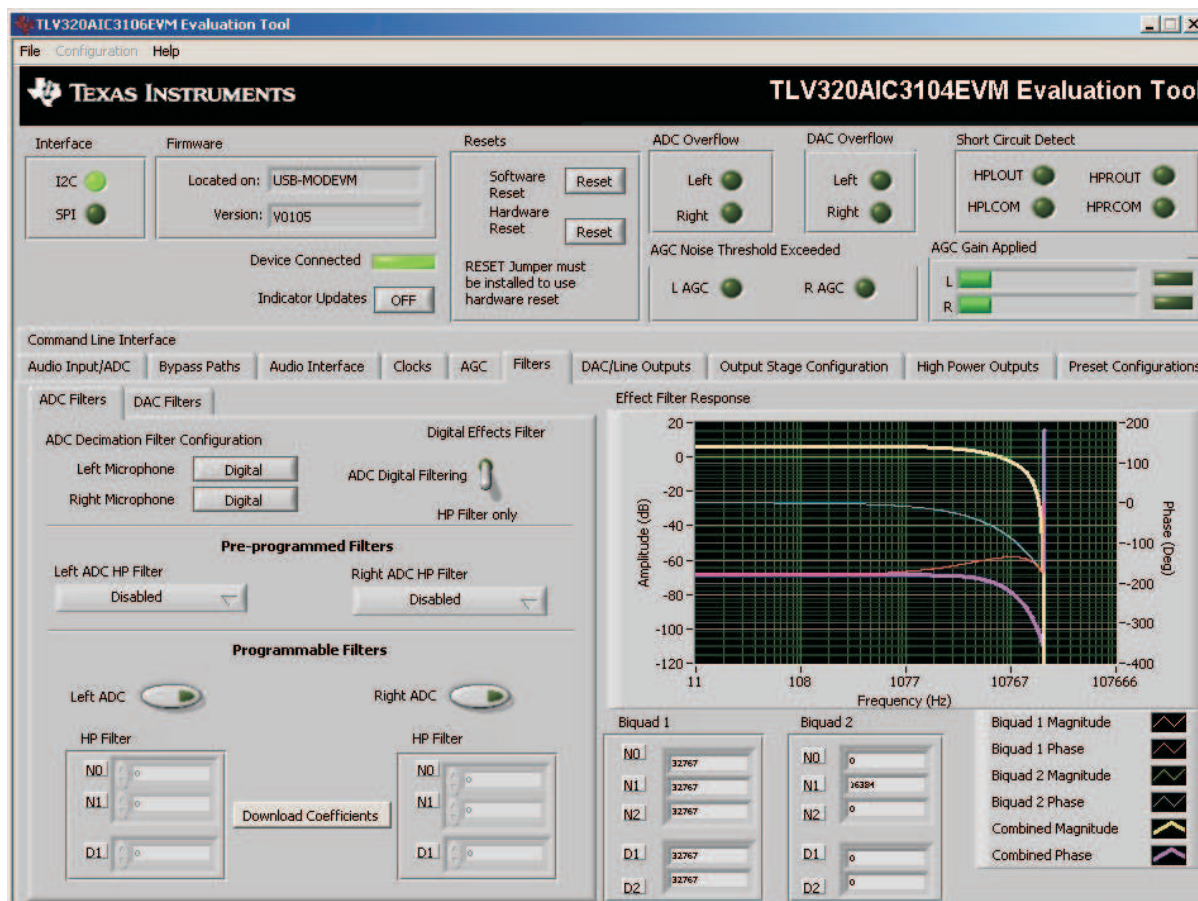 TLV320AIC3106EVM Evaluation Tool
File Configuration Help
TEXAS INSTRUMENTS
TLV320AIC3104EVM Evaluation Tool
Interface
I2C
SPI
Firmware
Located on: USB-MODEVM
Version: V0105
Device Connected
Indicator Updates OFF
Resets
Software Reset Reset
Hardware Reset Reset
RESET Jumper must
be installed to use
hardware reset
ADC Overflow
Left
Right
DAC Overflow
Left
Right
Short Circuit Detect
HPLOUT HPROUT
HPLCOM HPRCOM
AGC Noise Threshold Exceeded
L AGC R AGC
AGC Gain Applied
L
R
Command Line Interface
Audio Input/ADC Bypass Paths Audio Interface Clocks AGC Filters DAC/Line Outputs Output Stage Configuration High Power Outputs Preset Configurations
ADC Filters DAC Filters
ADC Decimation Filter Configuration
Left Microphone Digital
Right Microphone Digital
Digital Effects Filter
ADC Digital Filtering
HP Filter only
Pre-programmed Filters
Left ADC HP Filter
Disabled
Right ADC HP Filter
Disabled
Programmable Filters
Left ADC Right ADC
HP Filter
N0 0
N1 0
D1 0
Download Coefficients
HP Filter
N0 0
N1 0
D1 0
Effect Filter Response
Amplitude (dB)
20
0
-20
-40
-60
-80
-100
-120
Phase (Deg)
200
100
0
-100
-200
-300
-400
11 108 1077 10767 107666
Frequency (Hz)
Biquad 1
N0 32767
N1 32767
N2 32767
D1 32767
D2 32767
Biquad 2
N0 0
N1 16384
N2 0
D1 0
D2 0
Biquad 1 Magnitude
Biquad 1 Phase
Biquad 2 Magnitude
Biquad 2 Phase
Combined Magnitude
Combined Phase